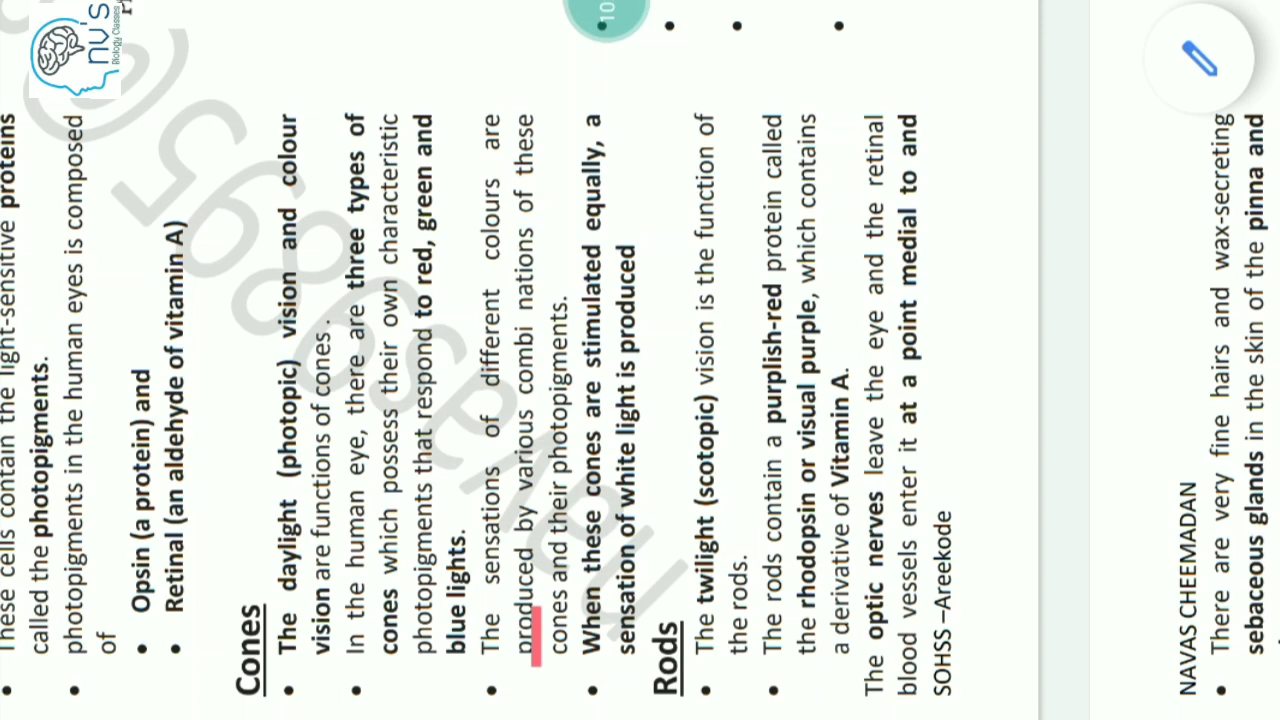 These cells contain the light-sensitive proteins
called the photopigments.
• photopigments in the human eyes is composed
of
• Opsin (a protein) and
• Retinal (an aldehyde of vitamin A)
Cones
• The daylight (photopic) vision and colour
vision are functions of cones .
• In the human eye, there are three types of
cones which possess their own characteristic
photopigments that respond to red, green and
blue lights.
• The sensations of different colours are
produced by various combi nations of these
cones and their photopigments.
• When these cones are stimulated equally, a
sensation of white light is produced
Rods
• The twilight (scotopic) vision is the function of
the rods.
• The rods contain a purplish-red protein called
the rhodopsin or visual purple, which contains
a derivative of Vitamin A.
The optic nerves leave the eye and the retinal
blood vessels enter it at a point medial to and
SOHSS –Areekode
NAVAS CHEEMADAN
• There are very fine hairs and wax-secreting
sebaceous glands in the skin of the pinna and
nv's
Biology Classes
10
navas9895@